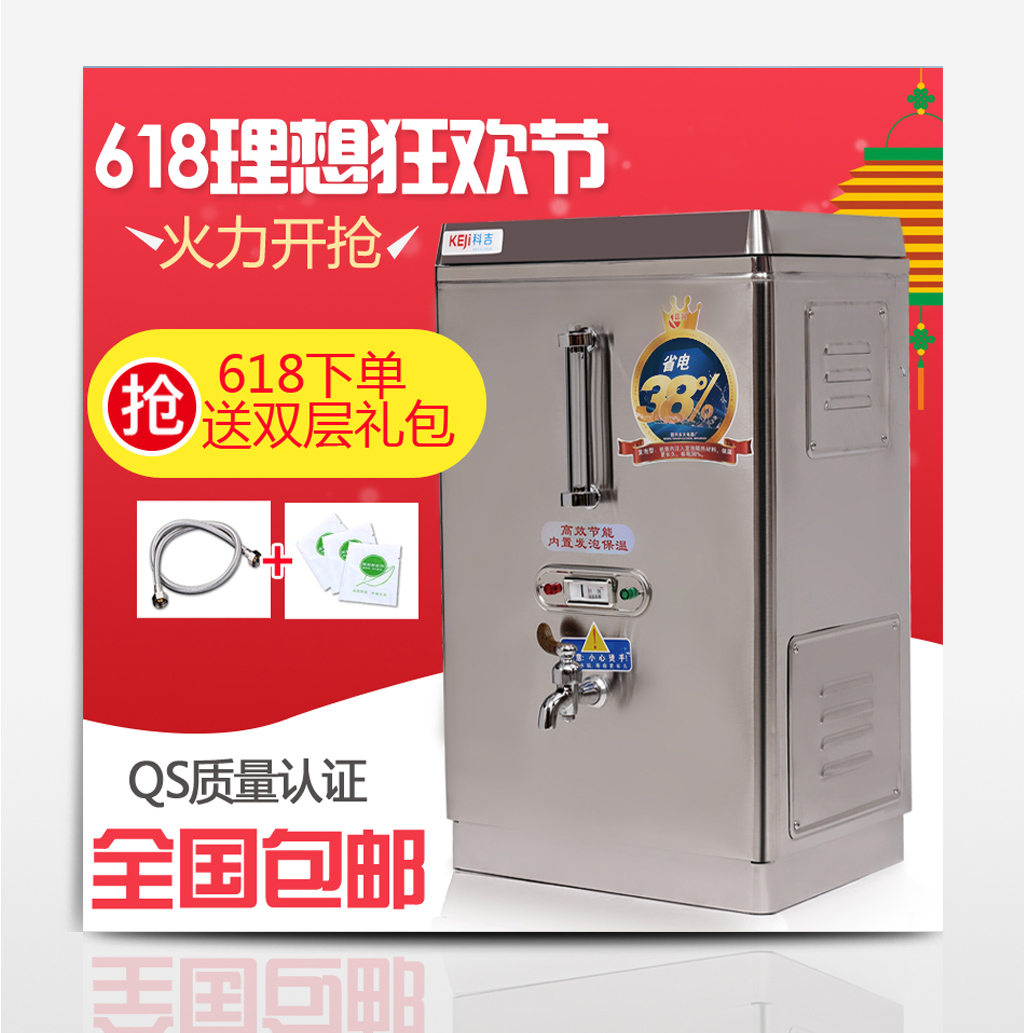 618理想狂欢节
火力开抢
KEJi科吉
抢
618下单
送双层礼包
省电
38%
高效节能
内置发泡保温
小心烫手
QS质量认证
全国包邮